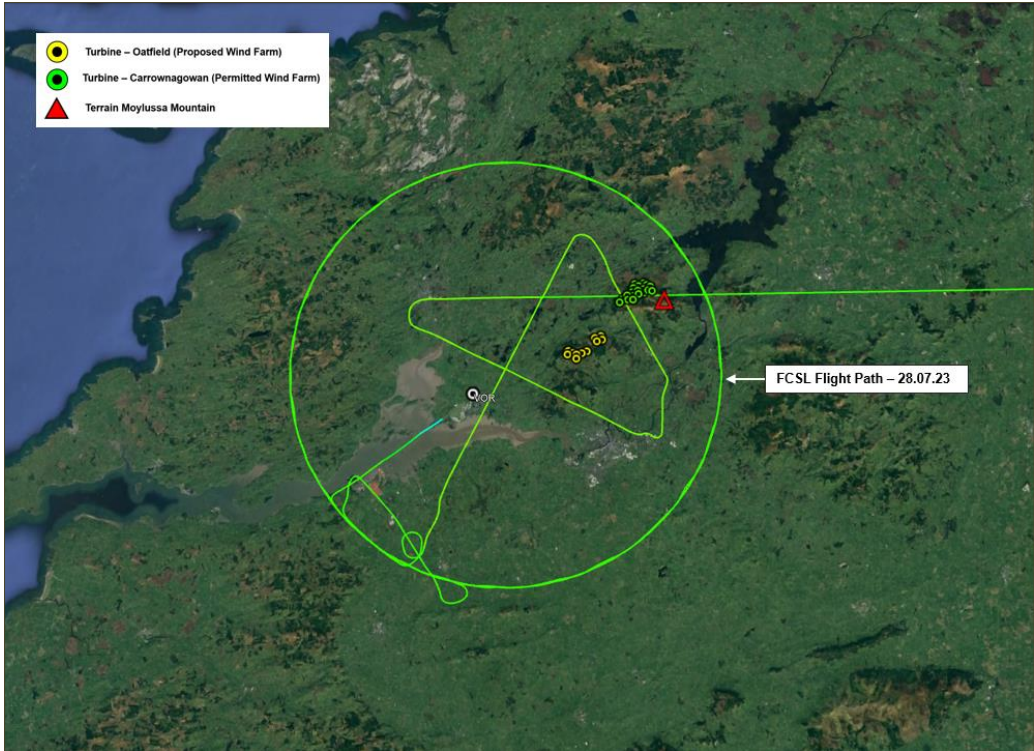 Turbine – Oatfield (Proposed Wind Farm)
Turbine – Carrownagowan (Permitted Wind Farm)
Terrain Moylussa Mountain
VOR
FCSL Flight Path – 28.07.23